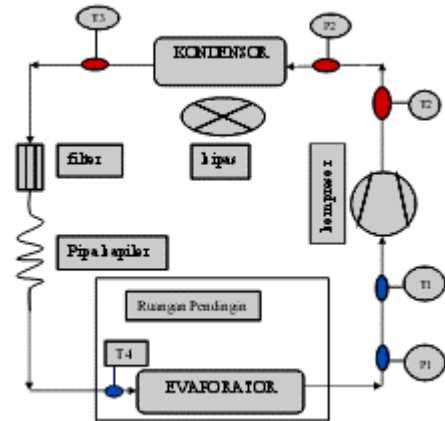 T3
P2
KONDENSOR
T2
filter
kipas
kompresor
Pipa kapiler
T1
Ruangan Pendingin
T4
P1
EVAPORATOR